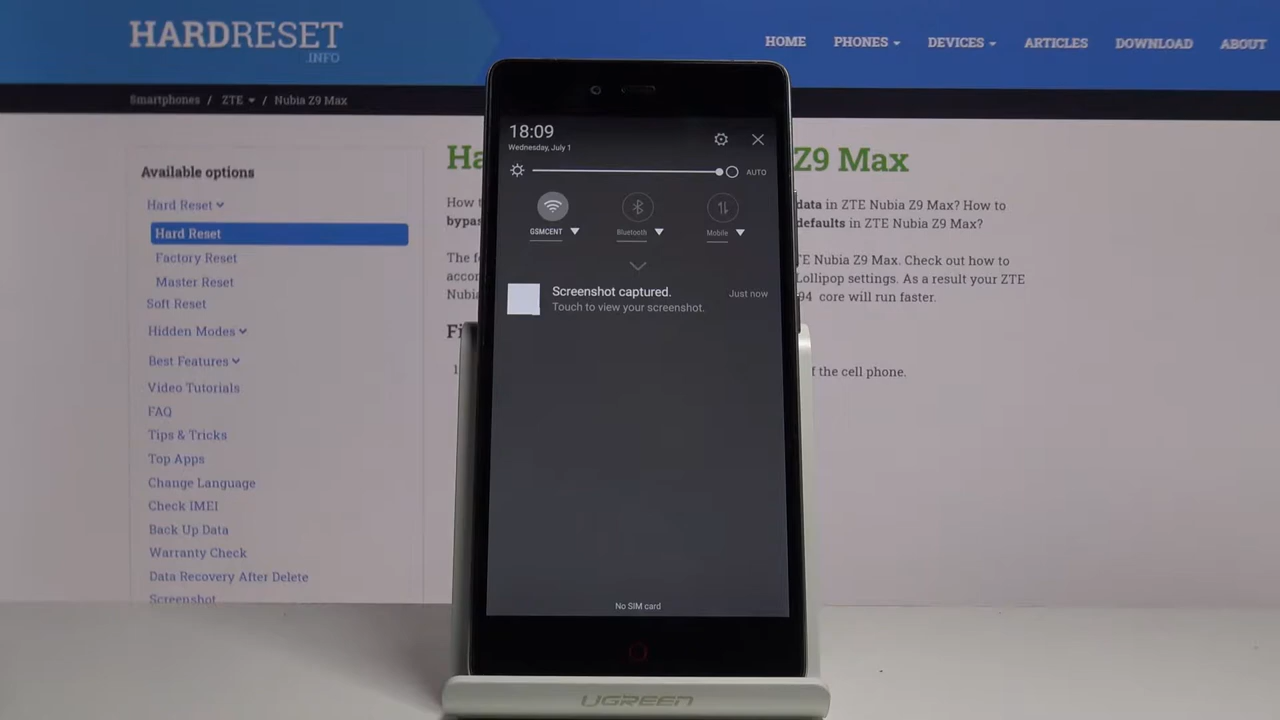 HARDRESET
.INFO
HOME
PHONES
DEVICES
ARTICLES
DOWNLOAD
ABOUT
Smartphones / ZTE / Nubia Z9 Max
Available options
Hard Reset
Hard Reset
Factory Reset
Master Reset
Soft Reset
Hidden Modes
Best Features
Video Tutorials
FAQ
Tips & Tricks
Top Apps
Change Language
Check IMEI
Back Up Data
Warranty Check
Data Recovery After Delete
Screenshot
Z9 Max
data in ZTE Nubia Z9 Max? How to
defaults in ZTE Nubia Z9 Max?
Nubia Z9 Max. Check out how to
Lollipop settings. As a result your ZTE
core will run faster.
of the cell phone.
18:09
Wednesday, July 1
AUTO
GSMCENT
Bluetooth
Mobile
Screenshot captured.
Just now
Touch to view your screenshot.
No SIM card
UGREEN